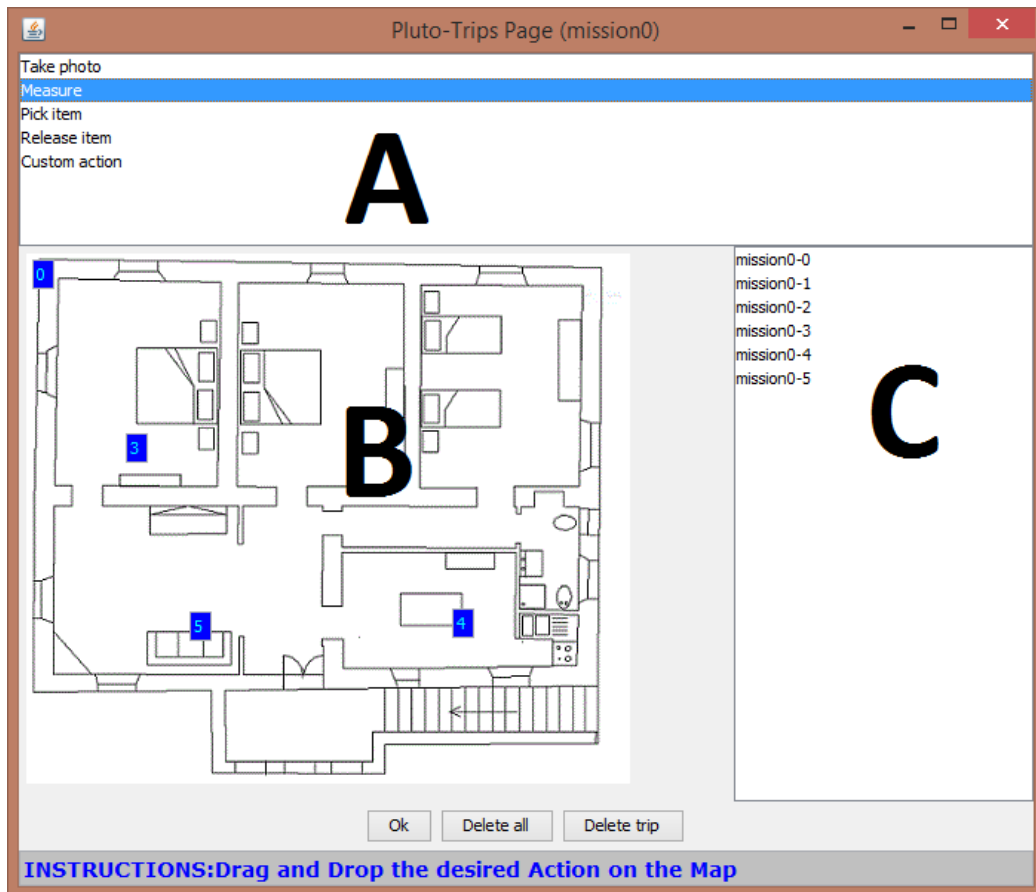 Pluto-Trips Page (mission0)
Take photo
Measure
Pick item
Release item
Custom action
A
0
3
5
4
B
mission0-0
mission0-1
mission0-2
mission0-3
mission0-4
mission0-5
C
Ok
Delete all
Delete trip
INSTRUCTIONS:Drag and Drop the desired Action on the Map